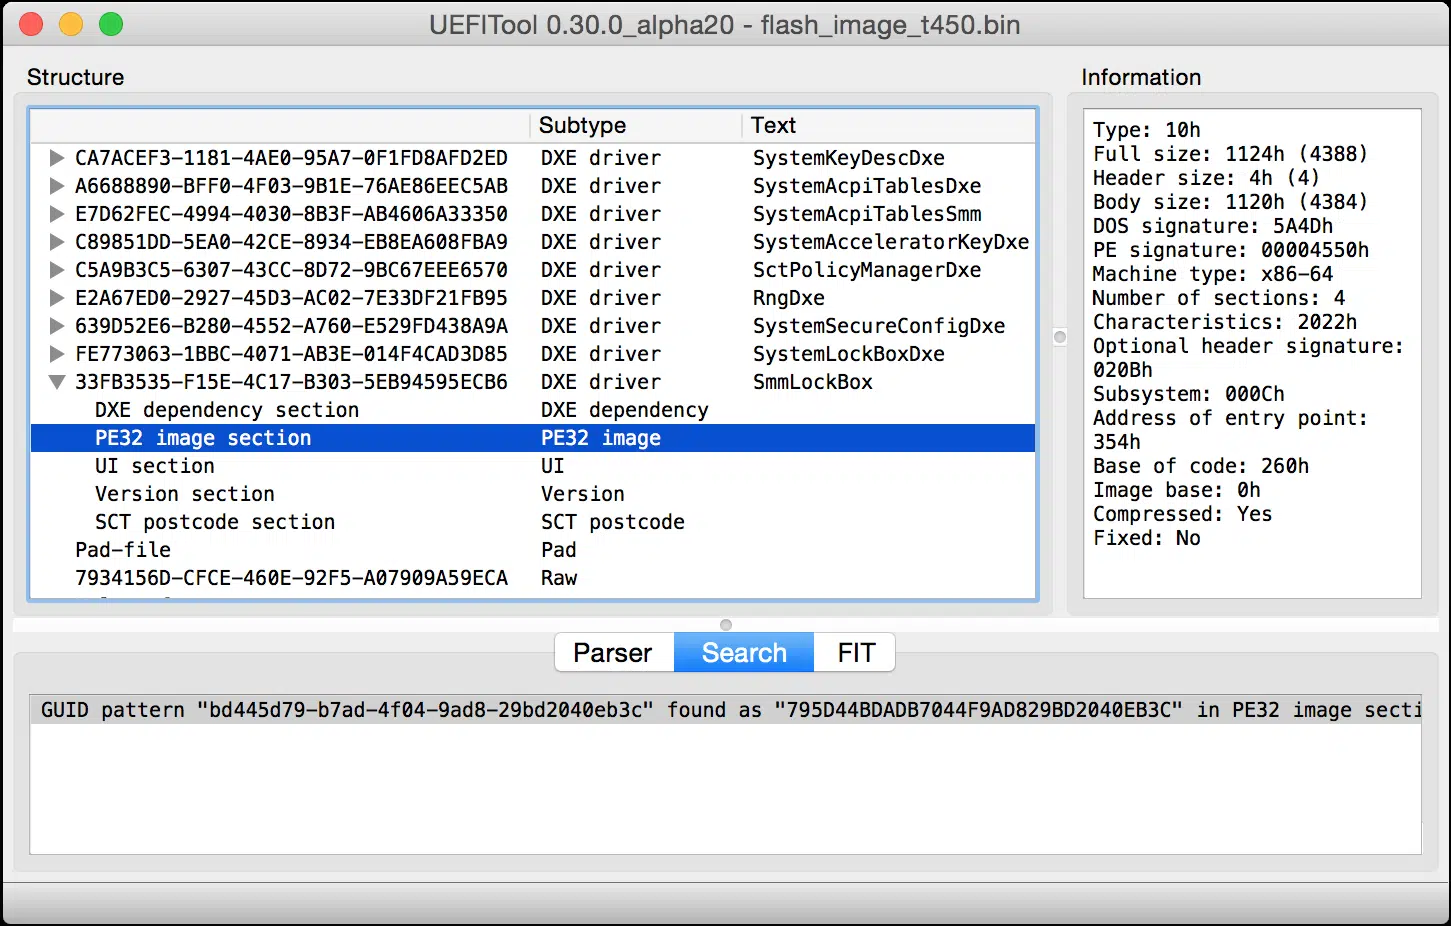 UEFITool 0.30.0_alpha20 - flash_image_t450.bin
Structure
Subtype Text
CA7ACEF3-1181-4AE0-95A7-0F1FD8AFD2ED DXE driver SystemKeyDescDxe
A6688890-BFF0-4F03-9B1E-76AE86EEC5AB DXE driver SystemAcpiTablesDxe
E7D62FEC-4994-4030-8B3F-AB4606A33350 DXE driver SystemAcpiTablesSmm
C89851DD-5EA0-42CE-8934-EB8EA608FBA9 DXE driver SystemAcceleratorKeyDxe
C5A9B3C5-6307-43CC-8D72-9BC67EEE6570 DXE driver SctPolicyManagerDxe
E2A67ED0-2927-45D3-AC02-7E33DF21FB95 DXE driver RngDxe
639D52E6-B280-4552-A760-E529FD438A9A DXE driver SystemSecureConfigDxe
FE773063-1BBC-4071-AB3E-014F4CAD3D85 DXE driver SystemLockBoxDxe
33FB3535-F15E-4C17-B303-5EB94595ECB6 DXE driver SmmLockBox
DXE dependency section DXE dependency
PE32 image section PE32 image
UI section UI
Version section Version
SCT postcode section SCT postcode
Pad-file Pad
7934156D-CFCE-460E-92F5-A07909A59ECA Raw
Information
Type: 10h
Full size: 1124h (4388)
Header size: 4h (4)
Body size: 1120h (4384)
DOS signature: 5A4Dh
PE signature: 00004550h
Machine type: x86-64
Number of sections: 4
Characteristics: 2022h
Optional header signature:
020Bh
Subsystem: 000Ch
Address of entry point:
354h
Base of code: 260h
Image base: 0h
Compressed: Yes
Fixed: No
Parser Search FIT
GUID pattern "bd445d79-b7ad-4f04-9ad8-29bd2040eb3c" found as "795D44BDADB7044F9AD829BD2040EB3C" in PE32 image secti